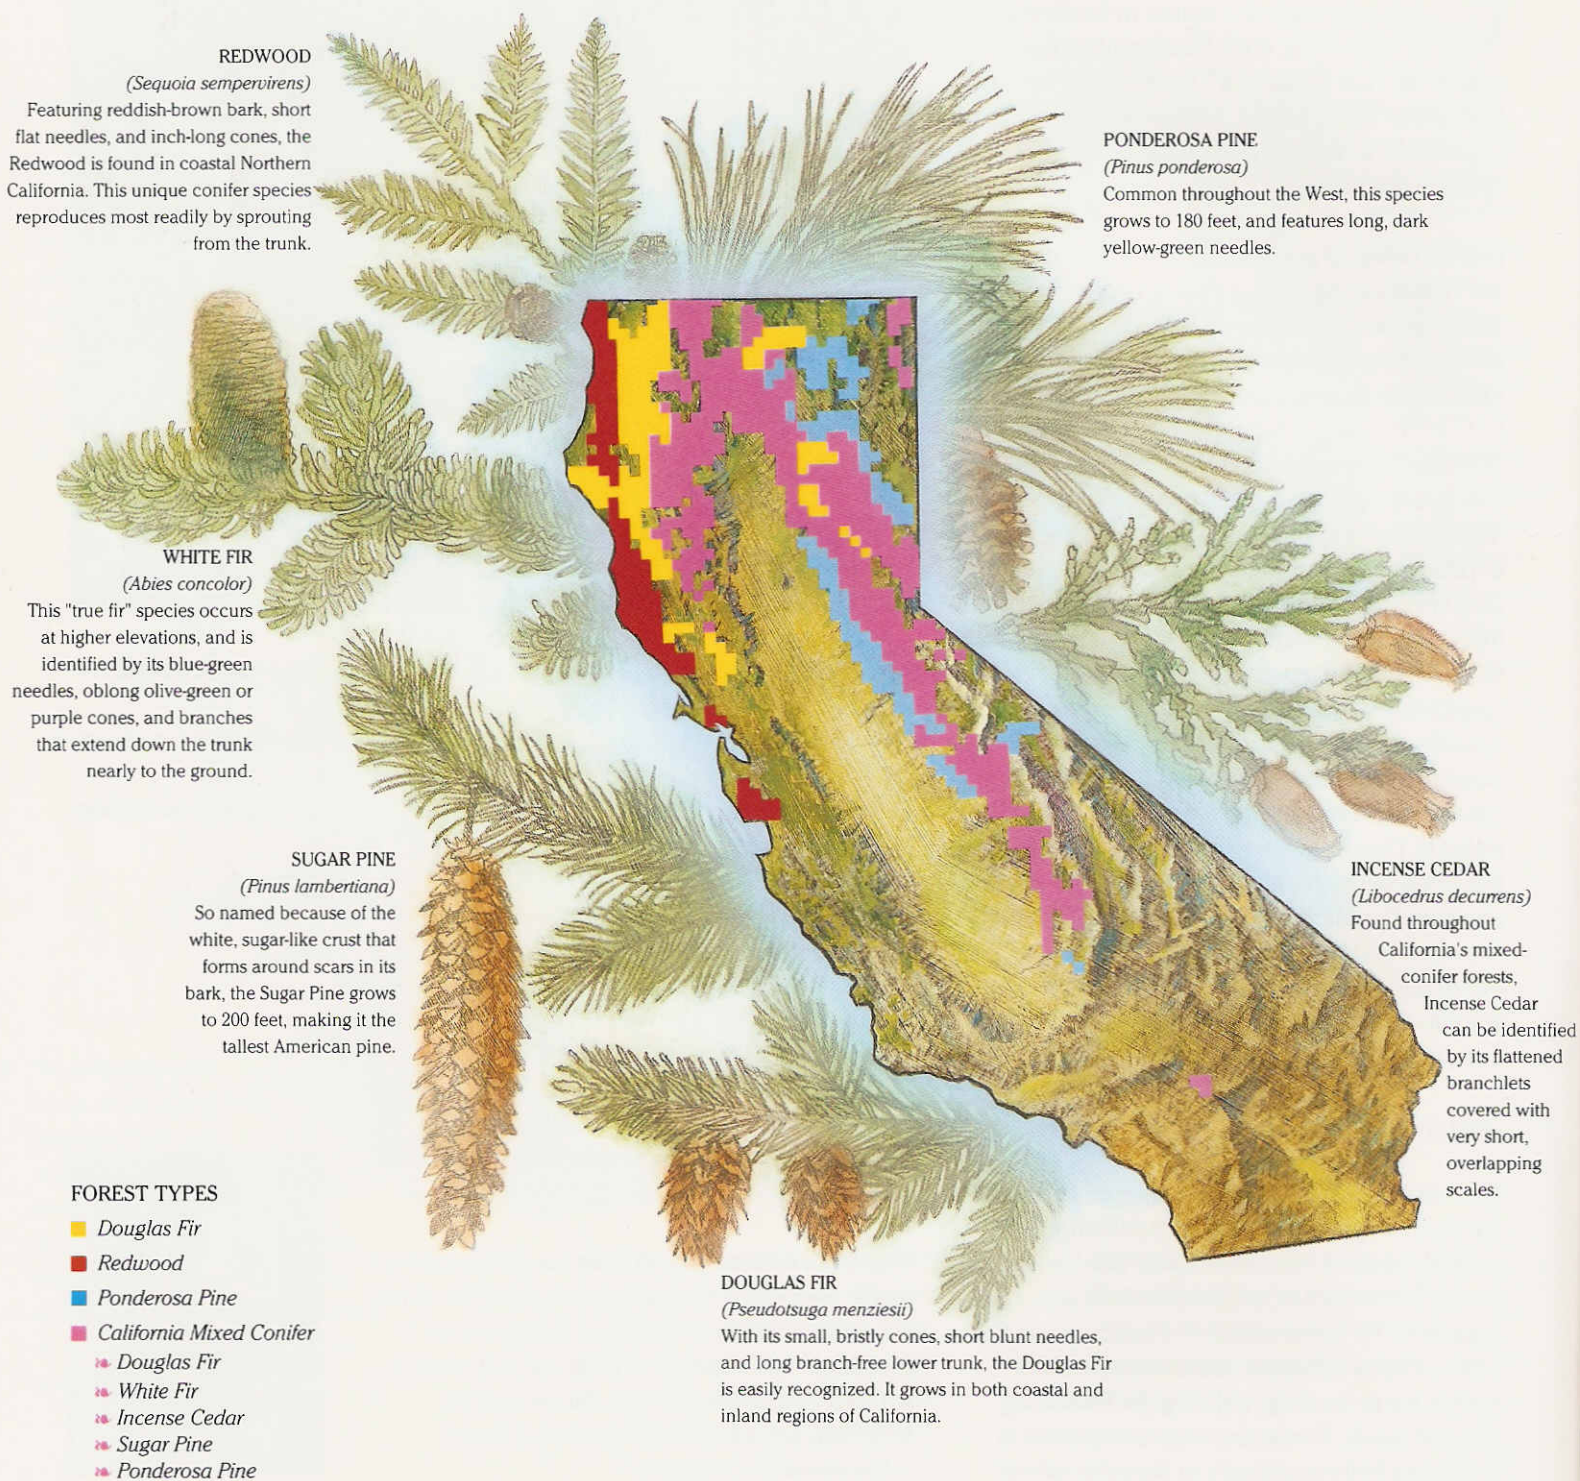 REDWOOD
(Sequoia sempervirens)
Featuring reddish-brown bark, short
flat needles, and inch-long cones, the
Redwood is found in coastal Northern
California. This unique conifer species
reproduces most readily by sprouting
from the trunk.
PONDEROSA PINE
(Pinus ponderosa)
Common throughout the West, this species
grows to 180 feet, and features long, dark
yellow-green needles.
WHITE FIR
(Abies concolor)
This "true fir" species occurs
at higher elevations, and is
identified by its blue-green
needles, oblong olive-green or
purple cones, and branches
that extend down the trunk
nearly to the ground.
SUGAR PINE
(Pinus lambertiana)
So named because of the
white, sugar-like crust that
forms around scars in its
bark, the Sugar Pine grows
to 200 feet, making it the
tallest American pine.
INCENSE CEDAR
(Libocedrus decurrens)
Found throughout
California's mixed-
conifer forests,
Incense Cedar
can be identified
by its flattened
branchlets
covered with
very short,
overlapping
scales.
FOREST TYPES
Douglas Fir
Redwood
Ponderosa Pine
California Mixed Conifer
Douglas Fir
White Fir
Incense Cedar
Sugar Pine
Ponderosa Pine
DOUGLAS FIR
(Pseudotsuga menziesii)
With its small, bristly cones, short blunt needles,
and long branch-free lower trunk, the Douglas Fir
is easily recognized. It grows in both coastal and
inland regions of California.